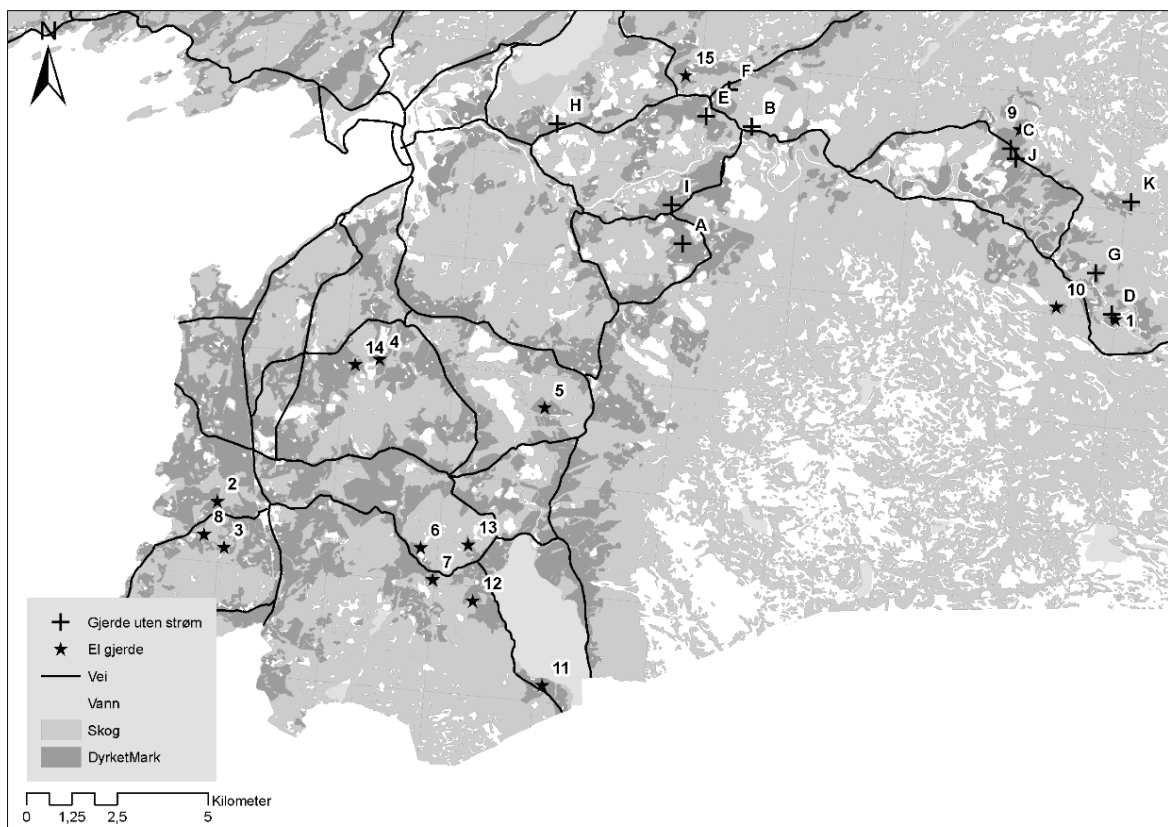 N
15
F
E
B
H
9
C
J
I
K
A
G
10
D
1
14
4
5
2
8
3
6
13
7
12
11
Gjerde uten strøm
El gjerde
Vei
Vann
Skog
DyrketMark
Kilometer
0 1,25 2,5 5